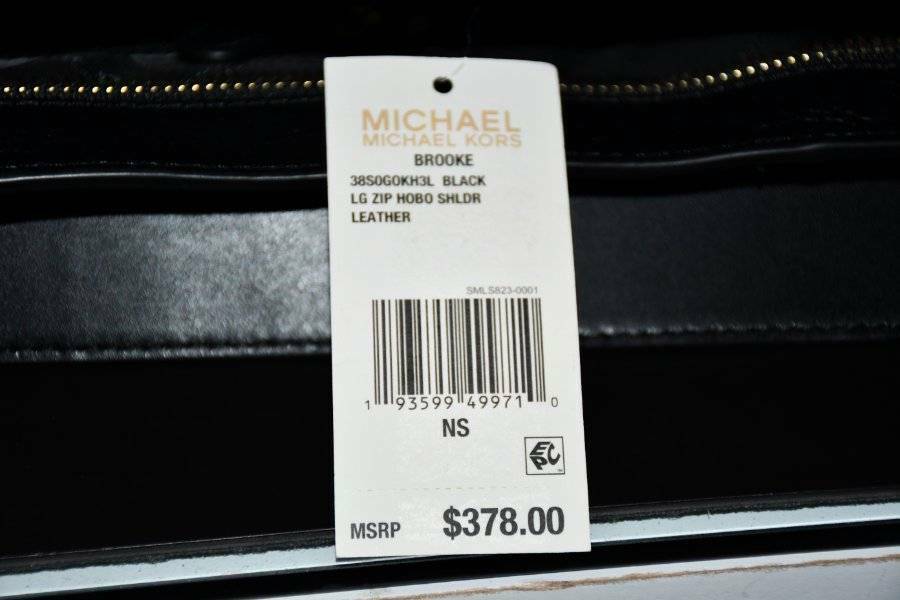 MICHAEL
MICHAEL KORS
BROOKE
38S0G0KH3L BLACK
LG ZIP HOBO SHLDR
LEATHER
SMLS823-0001
1 93599 49971 0
NS
EPC
MSRP $378.00